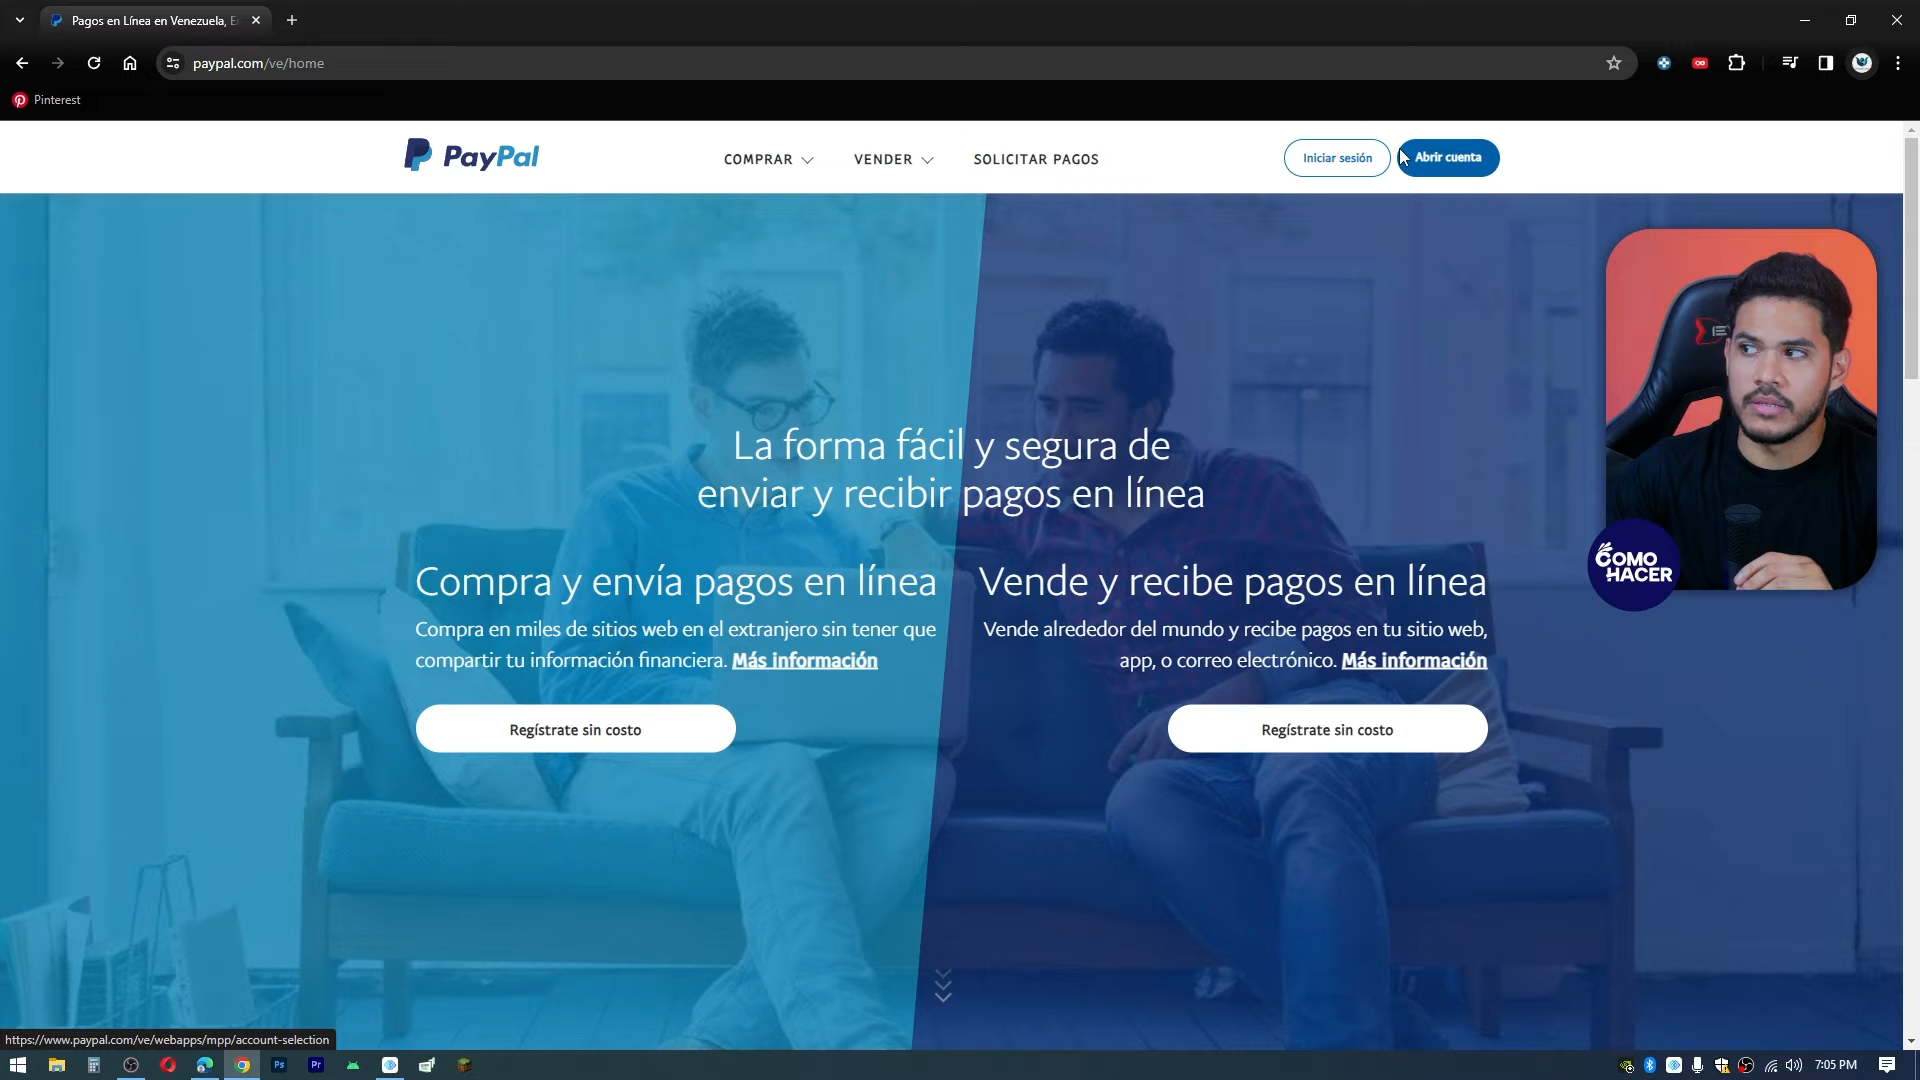 Pagos en Línea en Venezuela, E
paypal.com/ve/home
Pinterest
PayPal
COMPRAR
VENDER
SOLICITAR PAGOS
Iniciar sesión
Abrir cuenta
La forma fácil y segura de
enviar y recibir pagos en línea
Compra y envía pagos en línea
Compra en miles de sitios web en el extranjero sin tener que
compartir tu información financiera. Más información
Regístrate sin costo
Vende y recibe pagos en línea
Vende alrededor del mundo y recibe pagos en tu sitio web,
app, o correo electrónico. Más información
Regístrate sin costo
COMO
HACER
https://www.paypal.com/ve/webapps/mpp/account-selection
Ps
Pr
7:05 PM